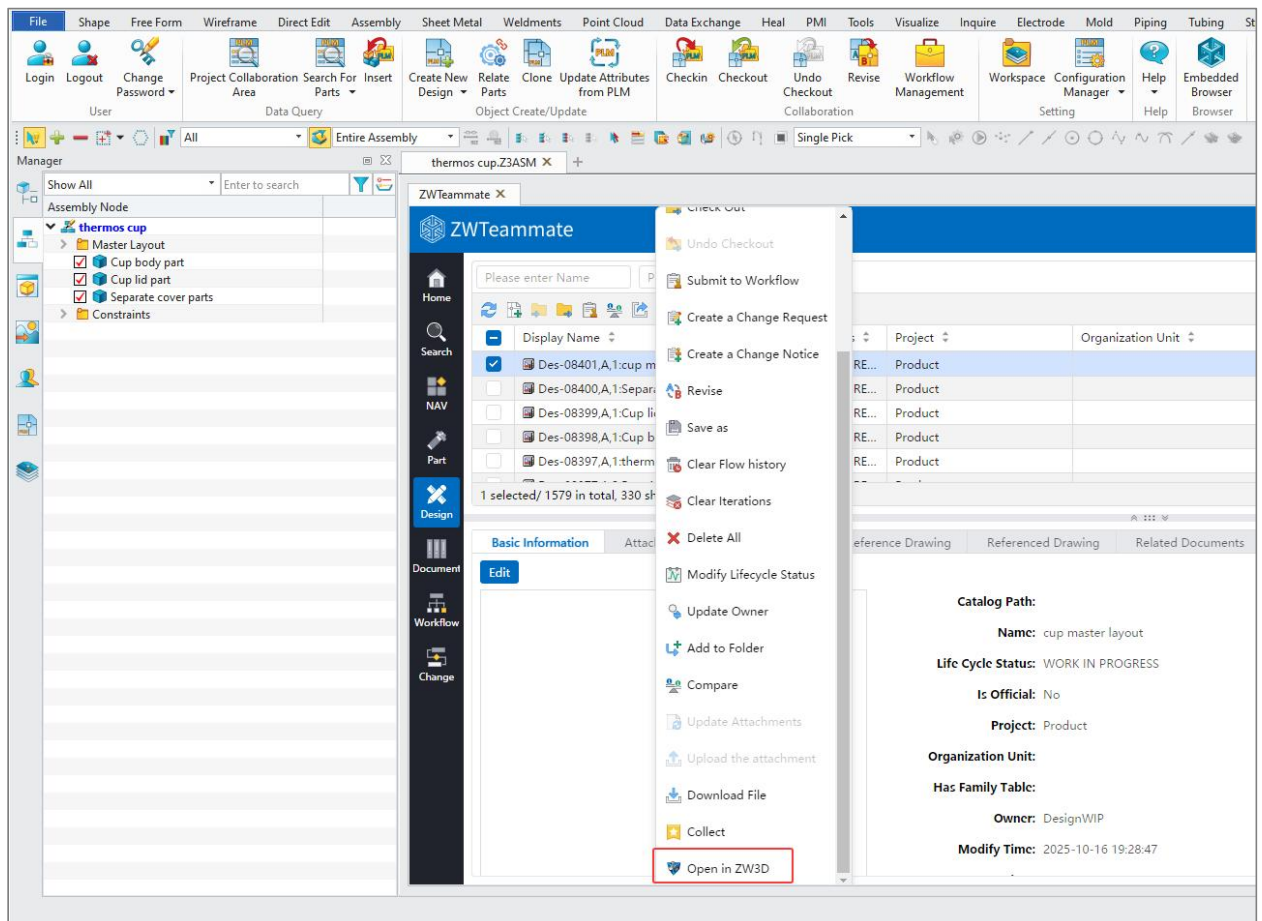 File Shape Free Form Wireframe Direct Edit Assembly Sheet Metal Weldments Point Cloud Data Exchange Heal PMI Tools Visualize Inquire Electrode Mold Piping Tubing St
Login Logout Change Password Project Collaboration Area Search For Parts Insert Create New Design Relate Parts Clone Update Attributes from PLM Checkin Checkout Undo Checkout Revise Workflow Management Workspace Configuration Manager Help Embedded Browser
User Data Query Object Create/Update Collaboration Setting Help Browser
All Entire Assembly Single Pick
Manager thermos cup.Z3ASM
Show All Enter to search ZWTeammate
Assembly Node
thermos cup
Master Layout
Cup body part
Cup lid part
Separate cover parts
Constraints
ZWTeammate
Home
Search
NAV
Part
Design
Document
Workflow
Change
Please enter Name P
Display Name Project Organization Unit
Des-08401,A,1:cup m RE... Product
Des-08400,A,1:Separa RE... Product
Des-08399,A,1:Cup li RE... Product
Des-08398,A,1:Cup b RE... Product
Des-08397,A,1:therm RE... Product
1 selected/ 1579 in total, 330 sh
Check Out
Undo Checkout
Submit to Workflow
Create a Change Request
Create a Change Notice
Revise
Save as
Clear Flow history
Clear Iterations
Delete All
Modify Lifecycle Status
Update Owner
Add to Folder
Compare
Update Attachments
Upload the attachment
Download File
Collect
Open in ZW3D
Basic Information Attac eference Drawing Referenced Drawing Related Documents
Edit
Catalog Path:
Name: cup master layout
Life Cycle Status: WORK IN PROGRESS
Is Official: No
Project: Product
Organization Unit:
Has Family Table:
Owner: DesignWIP
Modify Time: 2025-10-16 19:28:47